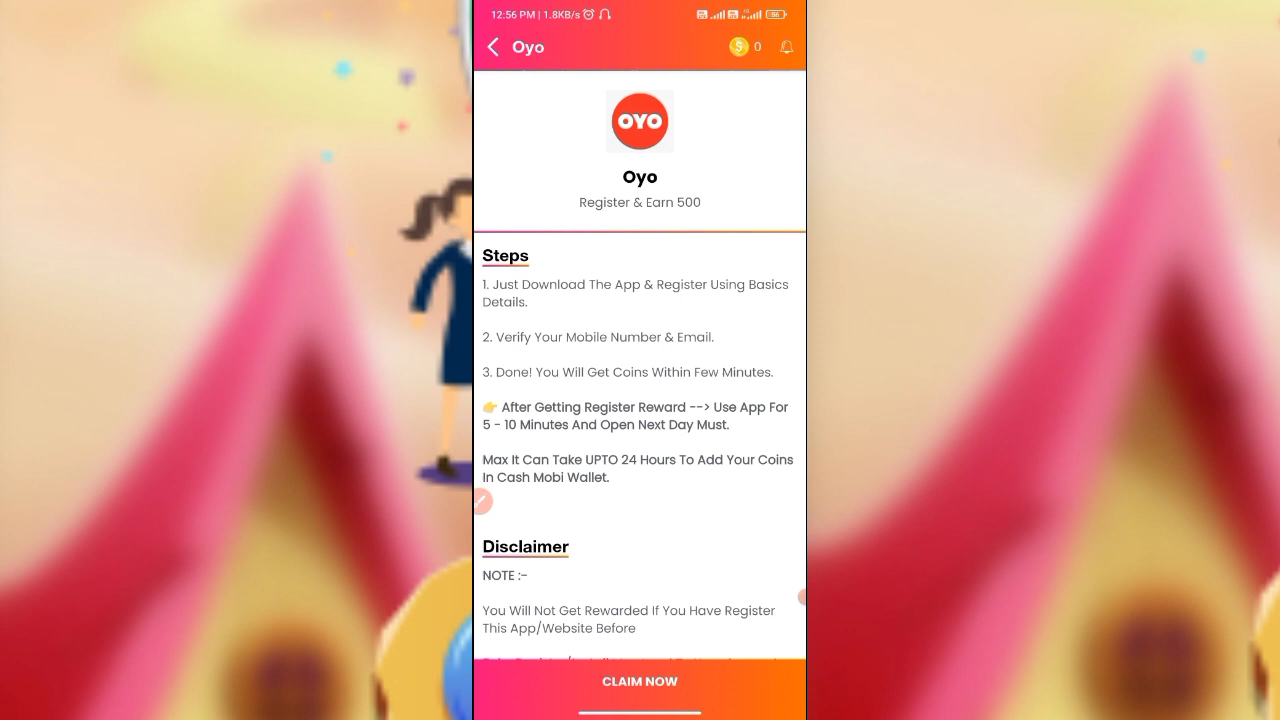 12:56 PM | 1.8KB/s
56
Oyo
0
OYO
Oyo
Register & Earn 500
Steps
1. Just Download The App & Register Using Basics
Details.
2. Verify Your Mobile Number & Email.
3. Done! You Will Get Coins Within Few Minutes.
👉 After Getting Register Reward --> Use App For
5 - 10 Minutes And Open Next Day Must.
Max It Can Take UPTO 24 Hours To Add Your Coins
In Cash Mobi Wallet.
Disclaimer
NOTE :-
You Will Not Get Rewarded If You Have Register
This App/Website Before
CLAIM NOW